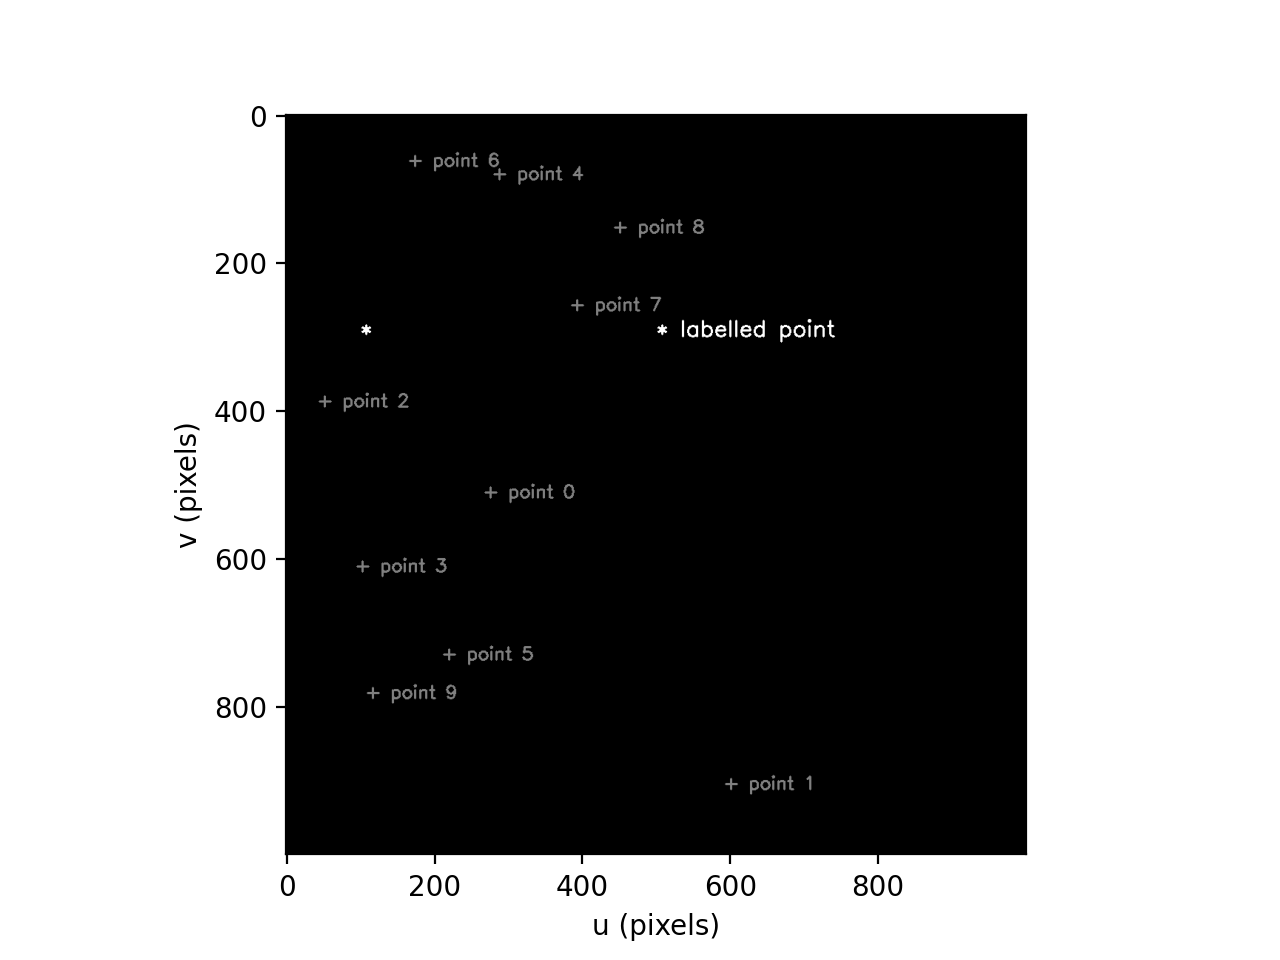 0
point 6
point 4
point 8
200
point 7
* labelled point
*
point 2
400
point 0
v (pixels)
600
point 3
point 5
point 9
800
point 1
0 200 400 600 800
u (pixels)